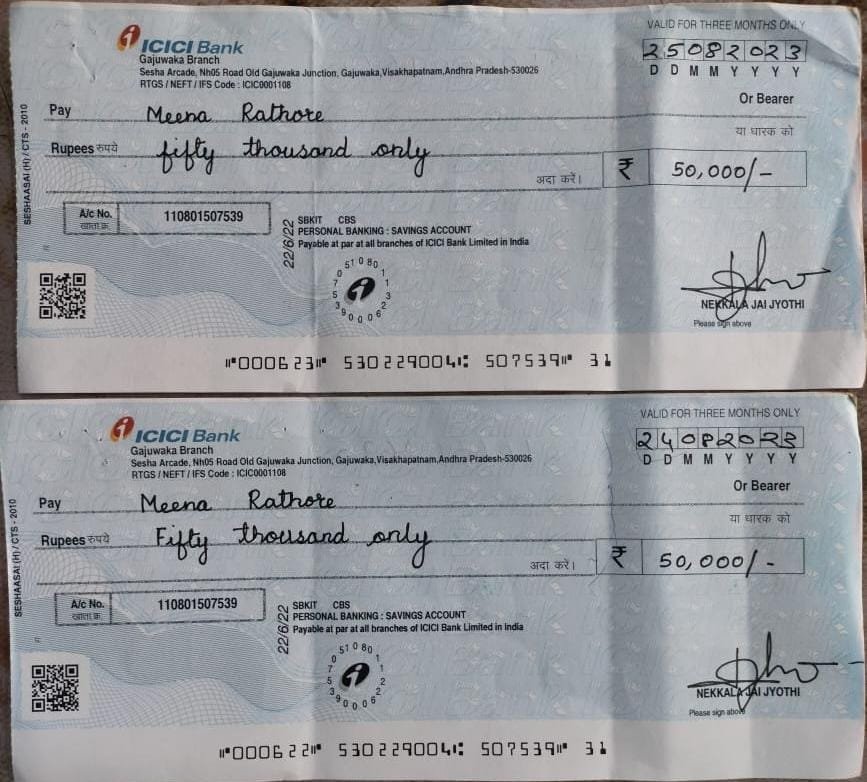 VALID FOR THREE MONTHS ONLY
ICICI Bank
25082023
D D M M Y Y Y Y
Gajuwaka Branch
Sesha Arcade, Nh05 Road Old Gajuwaka Junction, Gajuwaka,Visakhapatnam,Andhra Pradesh-530026
RTGS / NEFT / IFS Code : ICIC0001108
Or Bearer
Pay Meena Rathore
या धारक को
Rupees रुपये fifty thousand only
अदा करें। ₹ 50,000/-
A/c No. 110801507539
खाता क्र.
SBKIT CBS
PERSONAL BANKING : SAVINGS ACCOUNT
Payable at par at all branches of ICICI Bank Limited in India
22/6/22
SESHAASAI (H) / CTS - 2010
NEKKALA JAI JYOTHI
Please sign above
⑈000623⑈ 530229004⑆ 507539⑈ 31
VALID FOR THREE MONTHS ONLY
ICICI Bank
24082023
D D M M Y Y Y Y
Gajuwaka Branch
Sesha Arcade, Nh05 Road Old Gajuwaka Junction, Gajuwaka,Visakhapatnam,Andhra Pradesh-530026
RTGS / NEFT / IFS Code : ICIC0001108
Or Bearer
Pay Meena Rathore
या धारक को
Rupees रुपये Fifty thousand only
अदा करें। ₹ 50,000/-
A/c No. 110801507539
खाता क्र.
SBKIT CBS
PERSONAL BANKING : SAVINGS ACCOUNT
Payable at par at all branches of ICICI Bank Limited in India
22/6/22
SESHAASAI (H) / CTS - 2010
NEKKALA JAI JYOTHI
Please sign above
⑈000622⑈ 530229004⑆ 507539⑈ 31